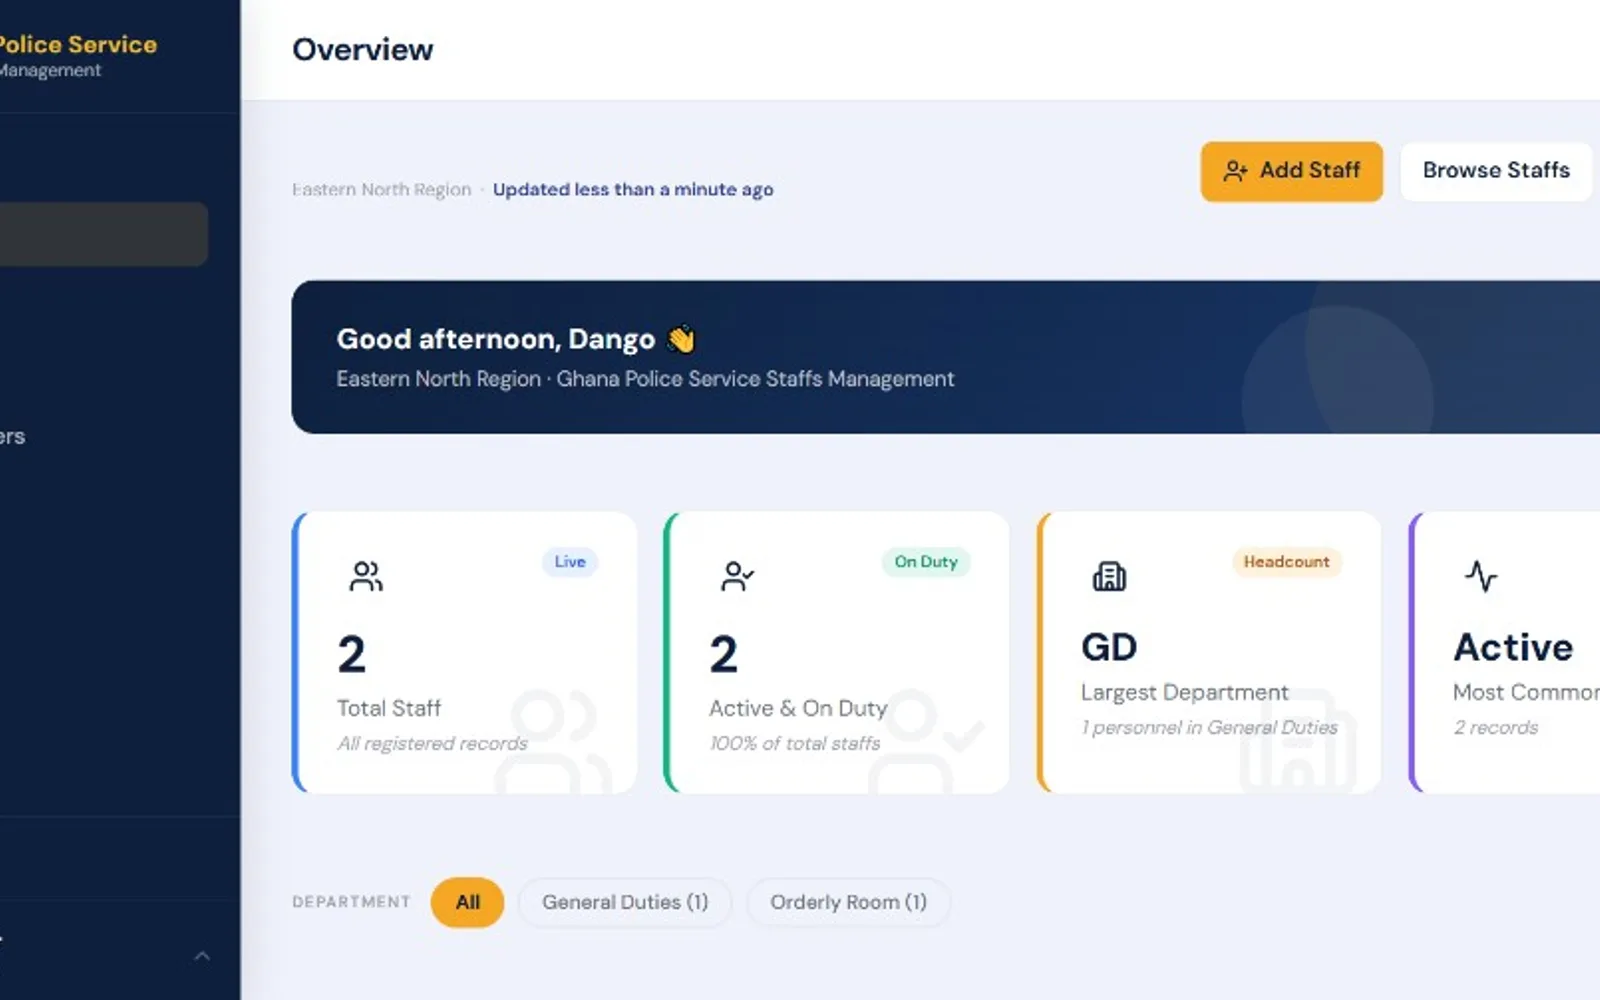 Police Service
Management
ers
Overview
Eastern North Region · Updated less than a minute ago
Add Staff
Browse Staffs
Good afternoon, Dango 👋
Eastern North Region · Ghana Police Service Staffs Management
Live
2
Total Staff
All registered records
On Duty
2
Active & On Duty
100% of total staffs
Headcount
GD
Largest Department
1 personnel in General Duties
Active
Most Common
2 records
DEPARTMENT
All
General Duties (1)
Orderly Room (1)